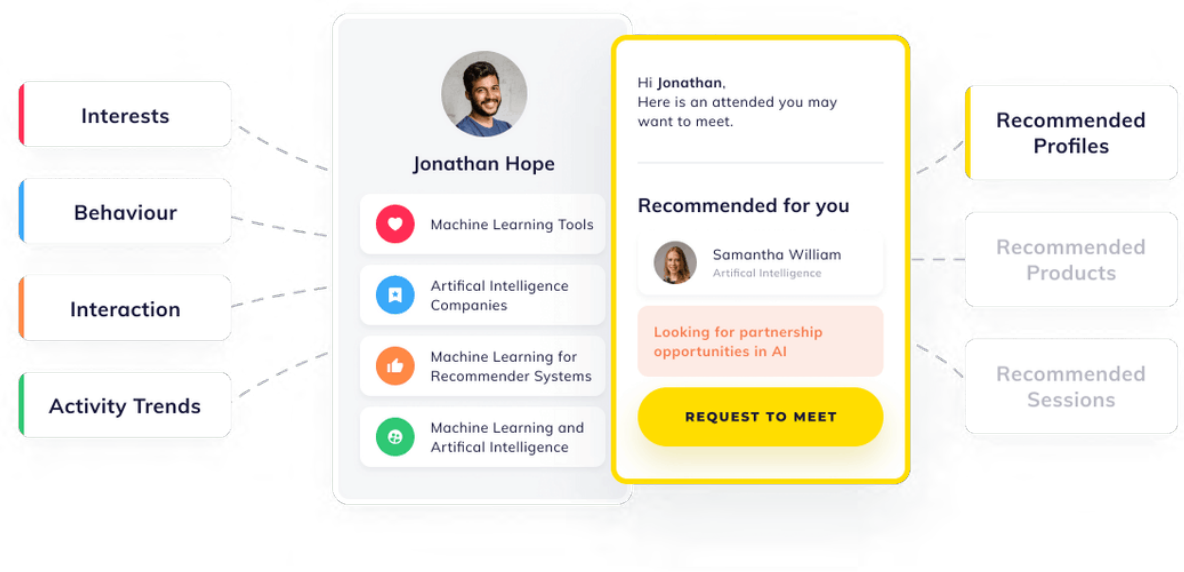 Interests
Behaviour
Interaction
Activity Trends
Jonathan Hope
Machine Learning Tools
Artifical Intelligence
Companies
Machine Learning for
Recommender Systems
Machine Learning and
Artifical Intelligence
Hi Jonathan,
Here is an attended you may
want to meet.
Recommended for you
Samantha William
Artifical Intelligence
Looking for partnership
opportunities in AI
REQUEST TO MEET
Recommended
Profiles
Recommended
Products
Recommended
Sessions